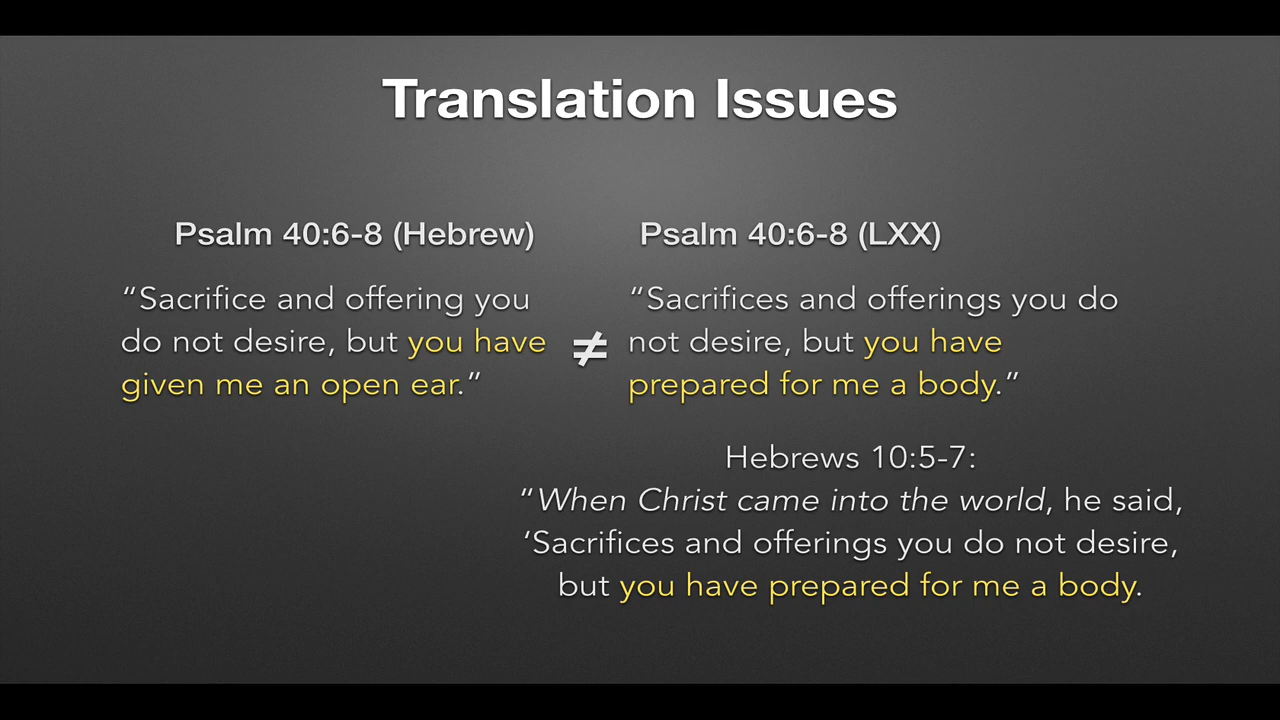 Translation Issues
Psalm 40:6-8 (Hebrew)
“Sacrifice and offering you
do not desire, but you have
given me an open ear.”
≠
Psalm 40:6-8 (LXX)
“Sacrifices and offerings you do
not desire, but you have
prepared for me a body.”
Hebrews 10:5-7:
“When Christ came into the world, he said,
‘Sacrifices and offerings you do not desire,
but you have prepared for me a body.